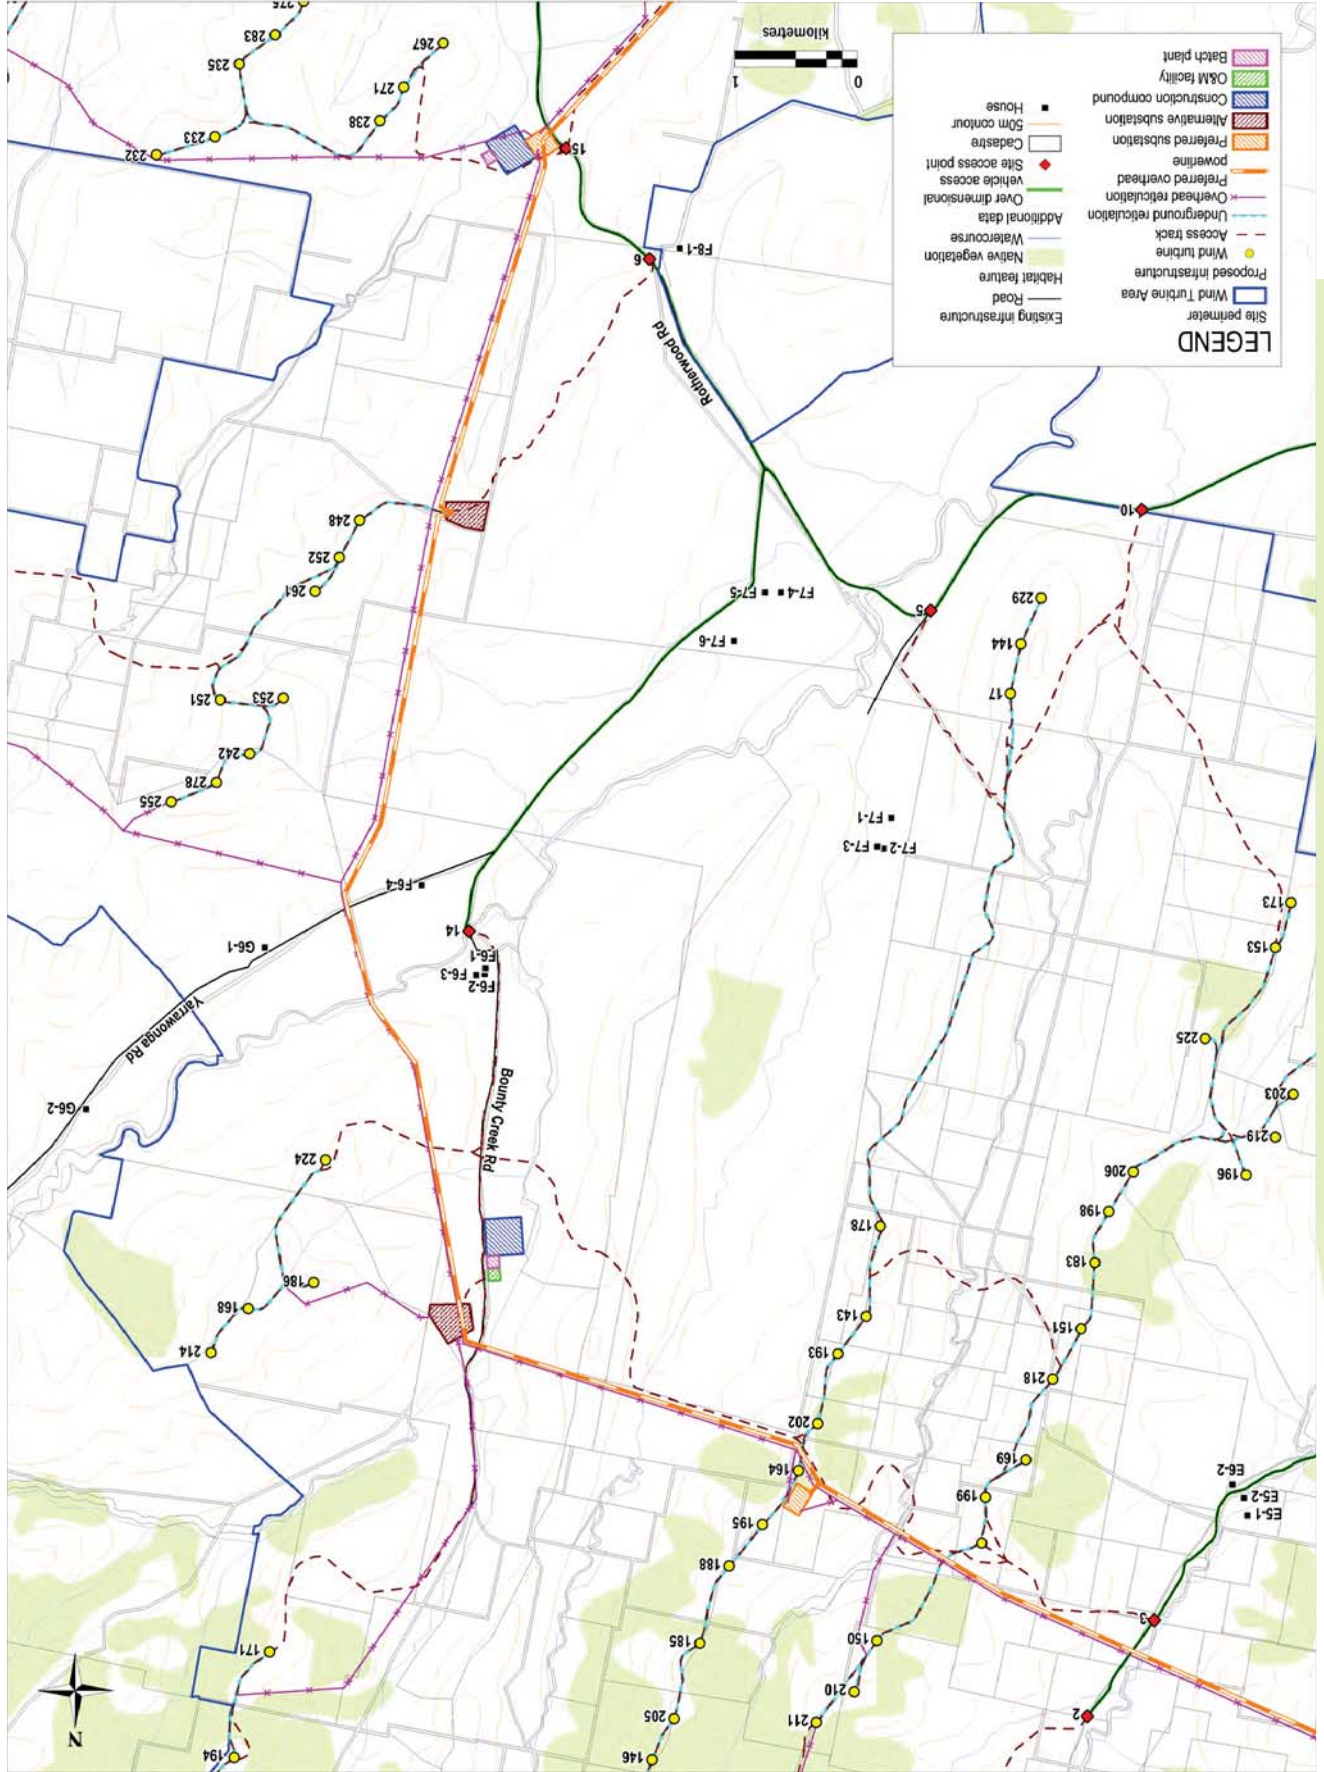 194
146
N
205
211
2
210
171
185
150
3
188
195
E5-1
E5-2
199
E6-2
164
169
202
218
193
214
151
143
168
186
183
178
198
196
206
224
219
Bounty Creek Rd
G6-2
203
225
Yarrawonga Rd
F6-2
F6-3
153
G6-1
14
173
F6-4
F7-2
F7-3
F7-1
255
278
242
251
253
17
144
F7-6
5
229
F7-4
F7-5
261
252
248
10
Rotherwood Rd
6
F8-1
232
15
233
238
271
235
267
283
275
LEGEND
Site perimeter
Wind Turbine Area
Proposed infrastructure
Wind turbine
Access track
Underground reticulation
Overhead reticulation
Preferred overhead
powerline
Preferred substation
Alternative substation
Construction compound
O&M facility
Batch plant
Existing infrastructure
Road
Habitat feature
Native vegetation
Watercourse
Additional data
Over dimensional
vehicle access
Site access point
Cadastre
50m contour
House
0
1
kilometres